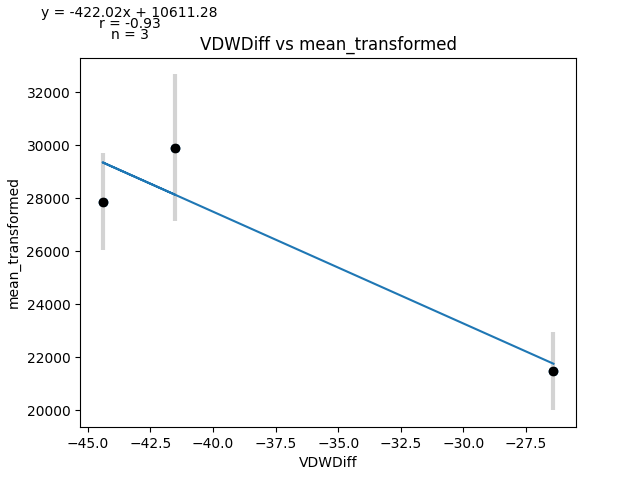 y = -422.02x + 10611.28
r = -0.93
n = 3
VDWDiff vs mean_transformed
mean_transformed
32000
30000
28000
26000
24000
22000
20000
−45.0 −42.5 −40.0 −37.5 −35.0 −32.5 −30.0 −27.5
VDWDiff